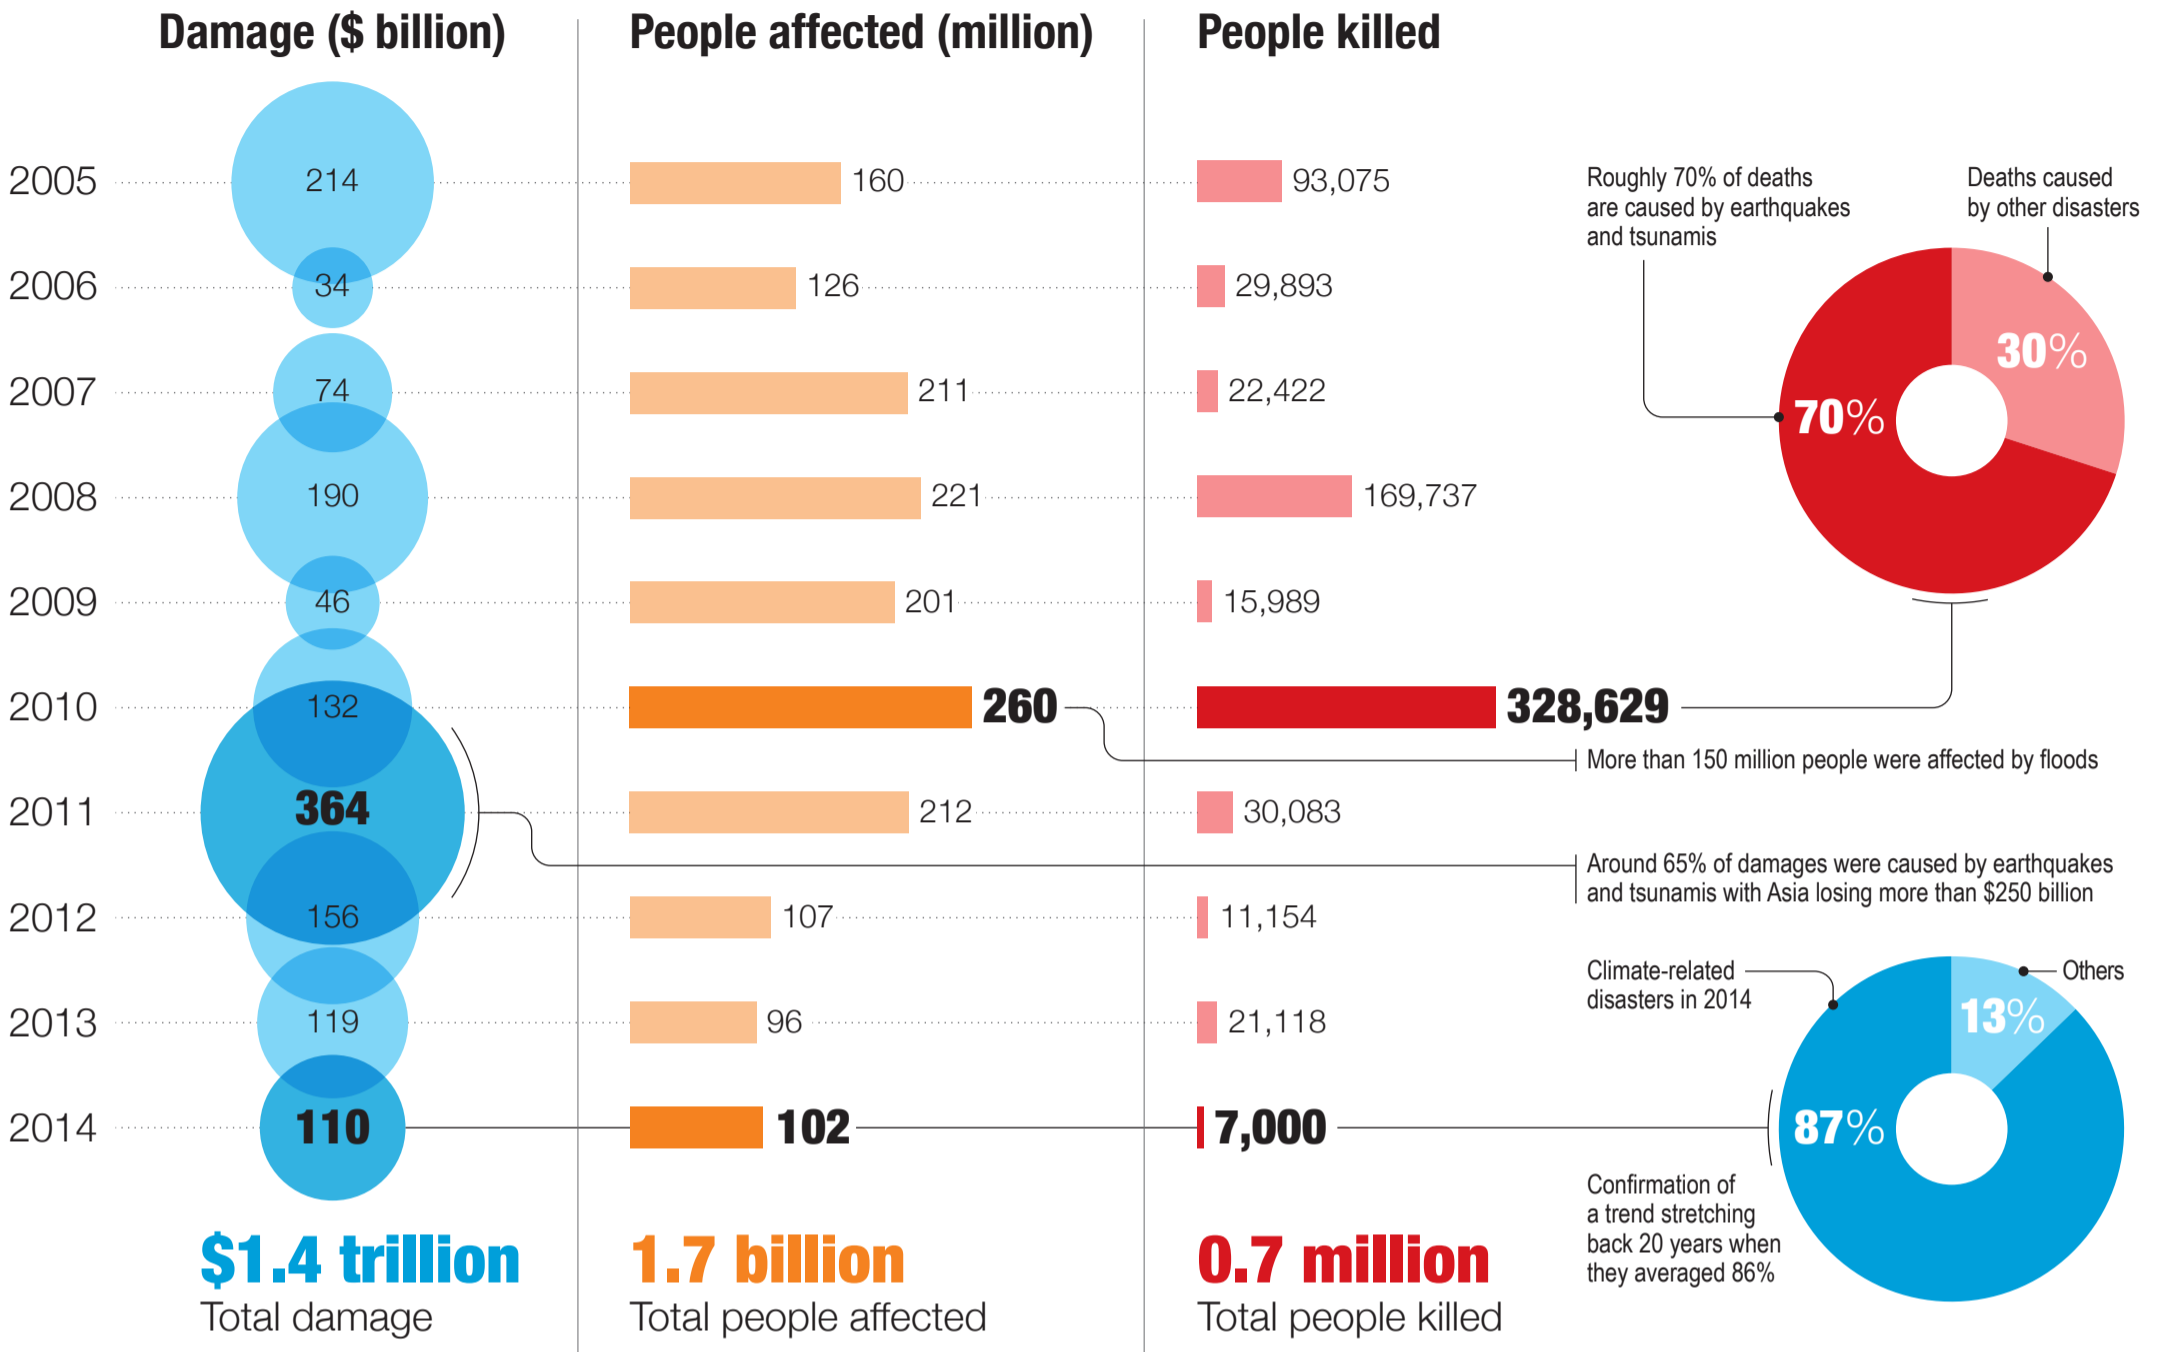 Damage ($ billion)
People affected (million)
People killed
2005
214
160
93,075
2006
34
126
29,893
2007
74
211
22,422
2008
190
221
169,737
2009
46
201
15,989
2010
132
260
328,629
2011
364
212
30,083
2012
156
107
11,154
2013
119
96
21,118
2014
110
102
7,000
$1.4 trillion
Total damage
1.7 billion
Total people affected
0.7 million
Total people killed
Roughly 70% of deaths
are caused by earthquakes
and tsunamis
Deaths caused
by other disasters
30%
70%
More than 150 million people were affected by floods
Around 65% of damages were caused by earthquakes
and tsunamis with Asia losing more than $250 billion
Climate-related
disasters in 2014
Others
13%
87%
Confirmation of
a trend stretching
back 20 years when
they averaged 86%